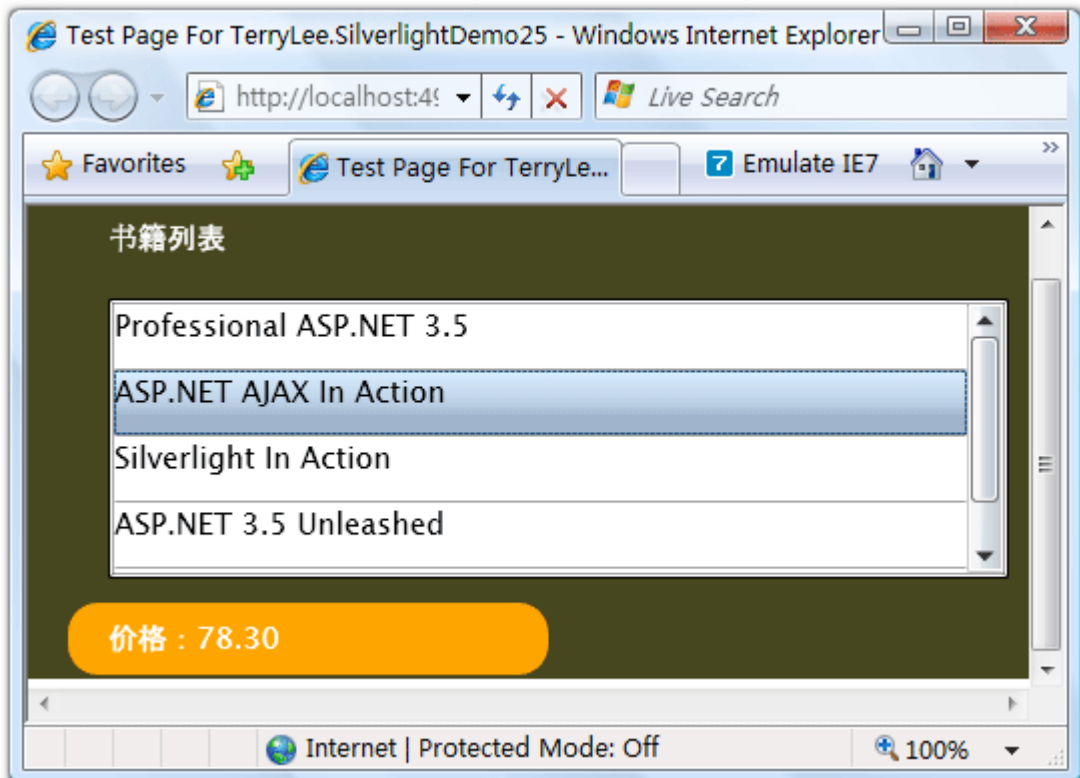 Test Page For TerryLee.SilverlightDemo25 - Windows Internet Explorer
http://localhost:49
Live Search
Favorites
Test Page For TerryLe...
Emulate IE7
书籍列表
Professional ASP.NET 3.5
ASP.NET AJAX In Action
Silverlight In Action
ASP.NET 3.5 Unleashed
价格：78.30
Internet | Protected Mode: Off
100%